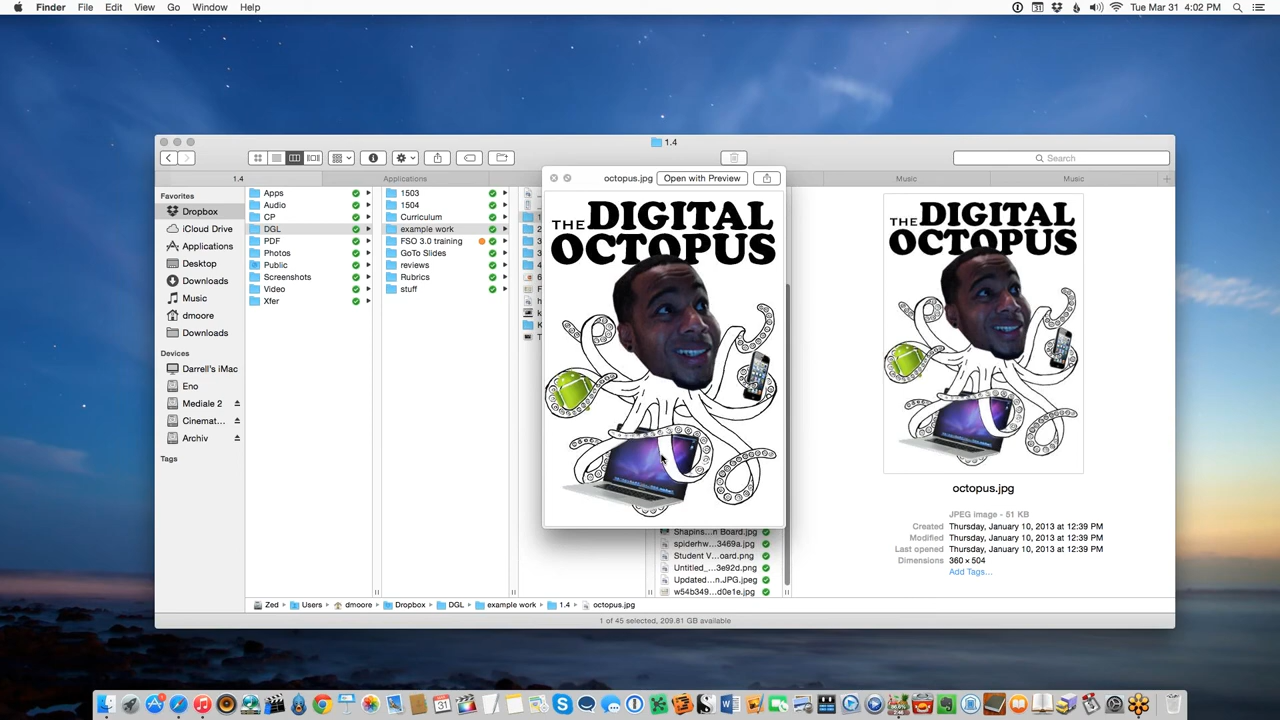 Finder File Edit View Go Window Help
Tue Mar 31 4:02 PM
1.4
Search
1.4
Applications
Music
Music
Favorites
Dropbox
iCloud Drive
Applications
Desktop
Downloads
Music
dmoore
Downloads
Devices
Darrell's iMac
Eno
Mediale 2
Cinemat...
Archiv
Tags
Apps
Audio
CP
DGL
PDF
Photos
Public
Screenshots
Video
Xfer
1503
1504
Curriculum
example work
FSO 3.0 training
GoTo Slides
reviews
Rubrics
stuff
octopus.jpg
Open with Preview
THE DIGITAL
OCTOPUS
Shapins...n Board.jpg
spiderhw...3469a.jpg
Student V...oard.png
Untitled_...3e92d.png
Updated...n.JPG.jpeg
w54b349...d0e1e.jpg
THE DIGITAL
OCTOPUS
octopus.jpg
JPEG image - 51 KB
Created Thursday, January 10, 2013 at 12:39 PM
Modified Thursday, January 10, 2013 at 12:39 PM
Last opened Thursday, January 10, 2013 at 12:39 PM
Dimensions 360 × 504
Add Tags...
Zed Users dmoore Dropbox DGL example work 1.4 octopus.jpg
1 of 45 selected, 209.81 GB available